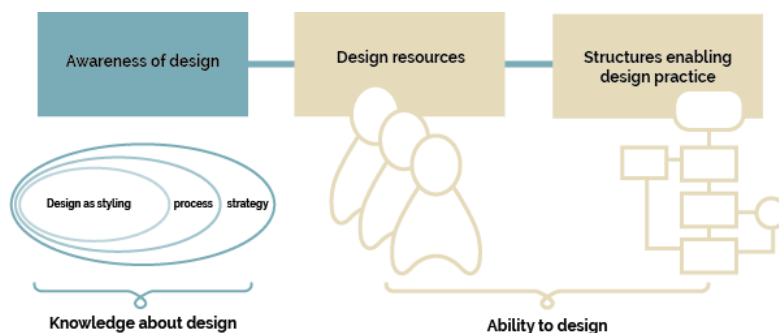 Awareness of design
Design resources
Structures enabling
design practice
Design as styling
process
strategy
Knowledge about design
Ability to design